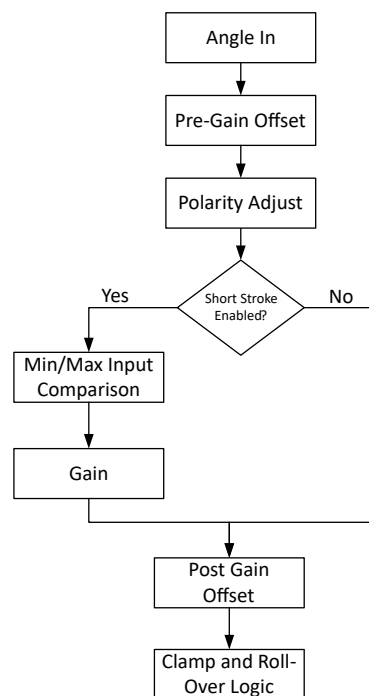 Angle In
Pre-Gain Offset
Polarity Adjust
Short Stroke
Enabled?
Yes
No
Min/Max Input
Comparison
Gain
Post Gain
Offset
Clamp and Roll-
Over Logic